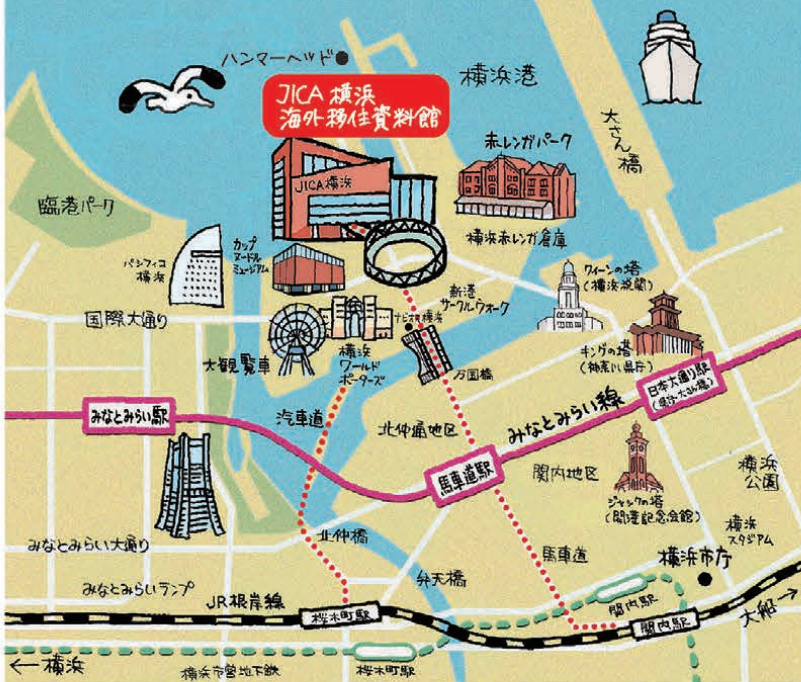 ハンマーヘッド
横浜港
JICA 横浜
海外移住資料館
赤レンガパーク
大さん橋
JICA横浜
臨港パーク
横浜赤レンガ倉庫
カップ
ヌードル
ミュージアム
パシフィコ
横浜
クイーンの塔
(横浜税関)
新港
サークルウォーク
国際大通り
ナビオス横浜
大観覧車
横浜
ワールド
ポーターズ
万国橋
キングの塔
(神奈川県庁)
日本大通り駅
(県庁・大さん橋)
みなとみらい線
みなとみらい駅
汽車道
北仲通地区
馬車道駅
関内地区
横浜
公園
ジャックの塔
(開港記念会館)
横浜
スタジアム
みなとみらい大通り
北仲橋
馬車道
横浜市庁
みなとみらいランプ
弁天橋
JR根岸線
桜木町駅
関内駅
関内駅
大船→
←横浜
横浜市営地下鉄
桜木町駅